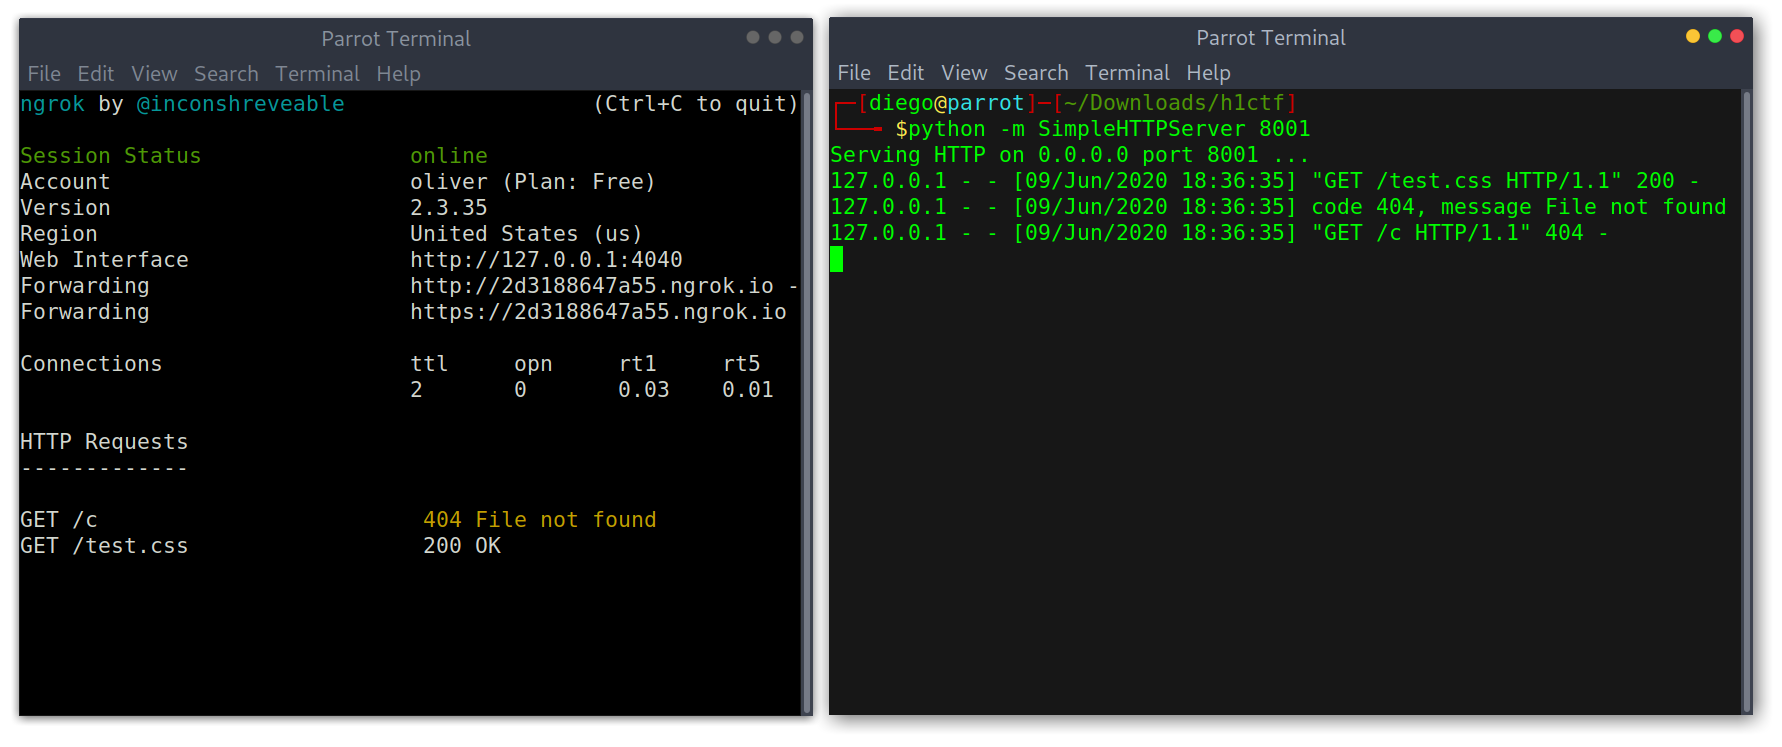 Parrot Terminal
File Edit View Search Terminal Help
ngrok by @inconshreveable (Ctrl+C to quit)
Session Status online
Account oliver (Plan: Free)
Version 2.3.35
Region United States (us)
Web Interface http://127.0.0.1:4040
Forwarding http://2d3188647a55.ngrok.io -
Forwarding https://2d3188647a55.ngrok.io
Connections ttl opn rt1 rt5
2 0 0.03 0.01
HTTP Requests
-------------
GET /c 404 File not found
GET /test.css 200 OK
Parrot Terminal
File Edit View Search Terminal Help
┌─[diego@parrot]─[~/Downloads/h1ctf]
└──╼ $python -m SimpleHTTPServer 8001
Serving HTTP on 0.0.0.0 port 8001 ...
127.0.0.1 - - [09/Jun/2020 18:36:35] "GET /test.css HTTP/1.1" 200 -
127.0.0.1 - - [09/Jun/2020 18:36:35] code 404, message File not found
127.0.0.1 - - [09/Jun/2020 18:36:35] "GET /c HTTP/1.1" 404 -